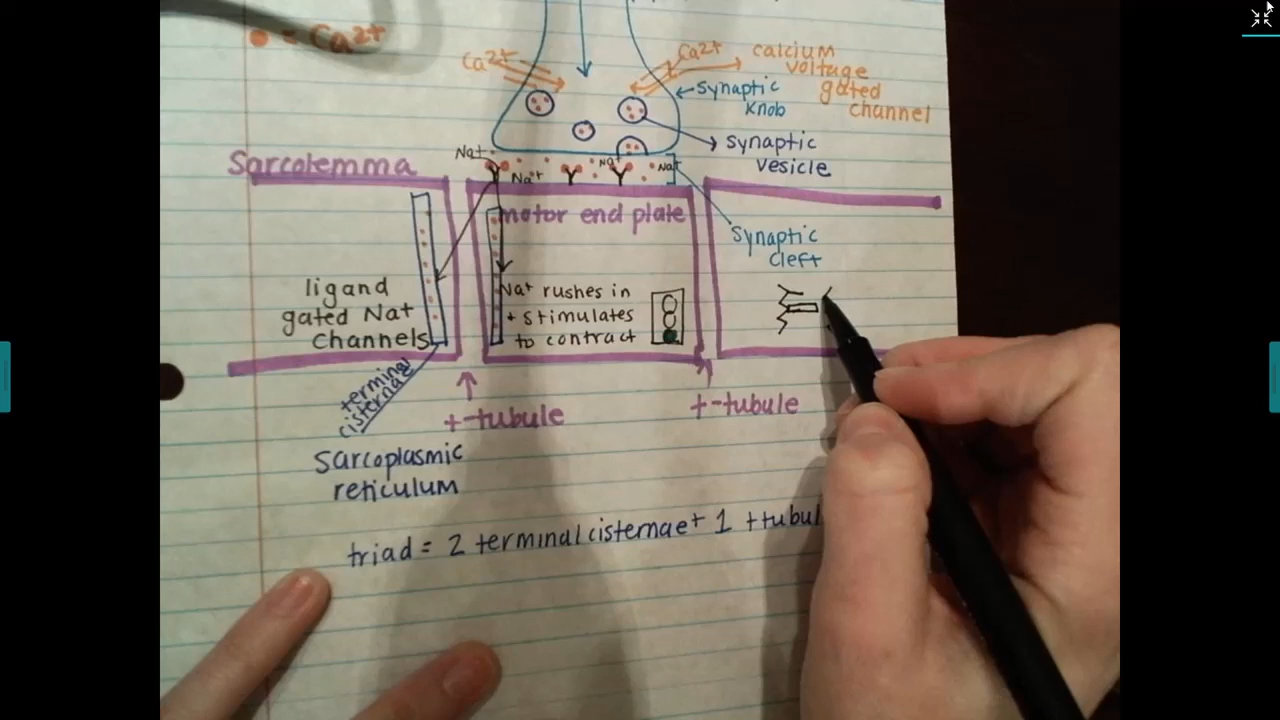 • = Ca2+
Ca2+
Ca2+
calcium
voltage
gated
channel
synaptic
knob
synaptic
vesicle
Sarcolemma
Na+
Na+
Na+
Na+
motor end plate
synaptic
cleft
ligand
gated Na+
channels
Na+ rushes in
+ stimulates
to contract
terminal
cisternae
t-tubule
t-tubule
Sarcoplasmic
reticulum
triad = 2 terminal cisternae + 1 t tubul